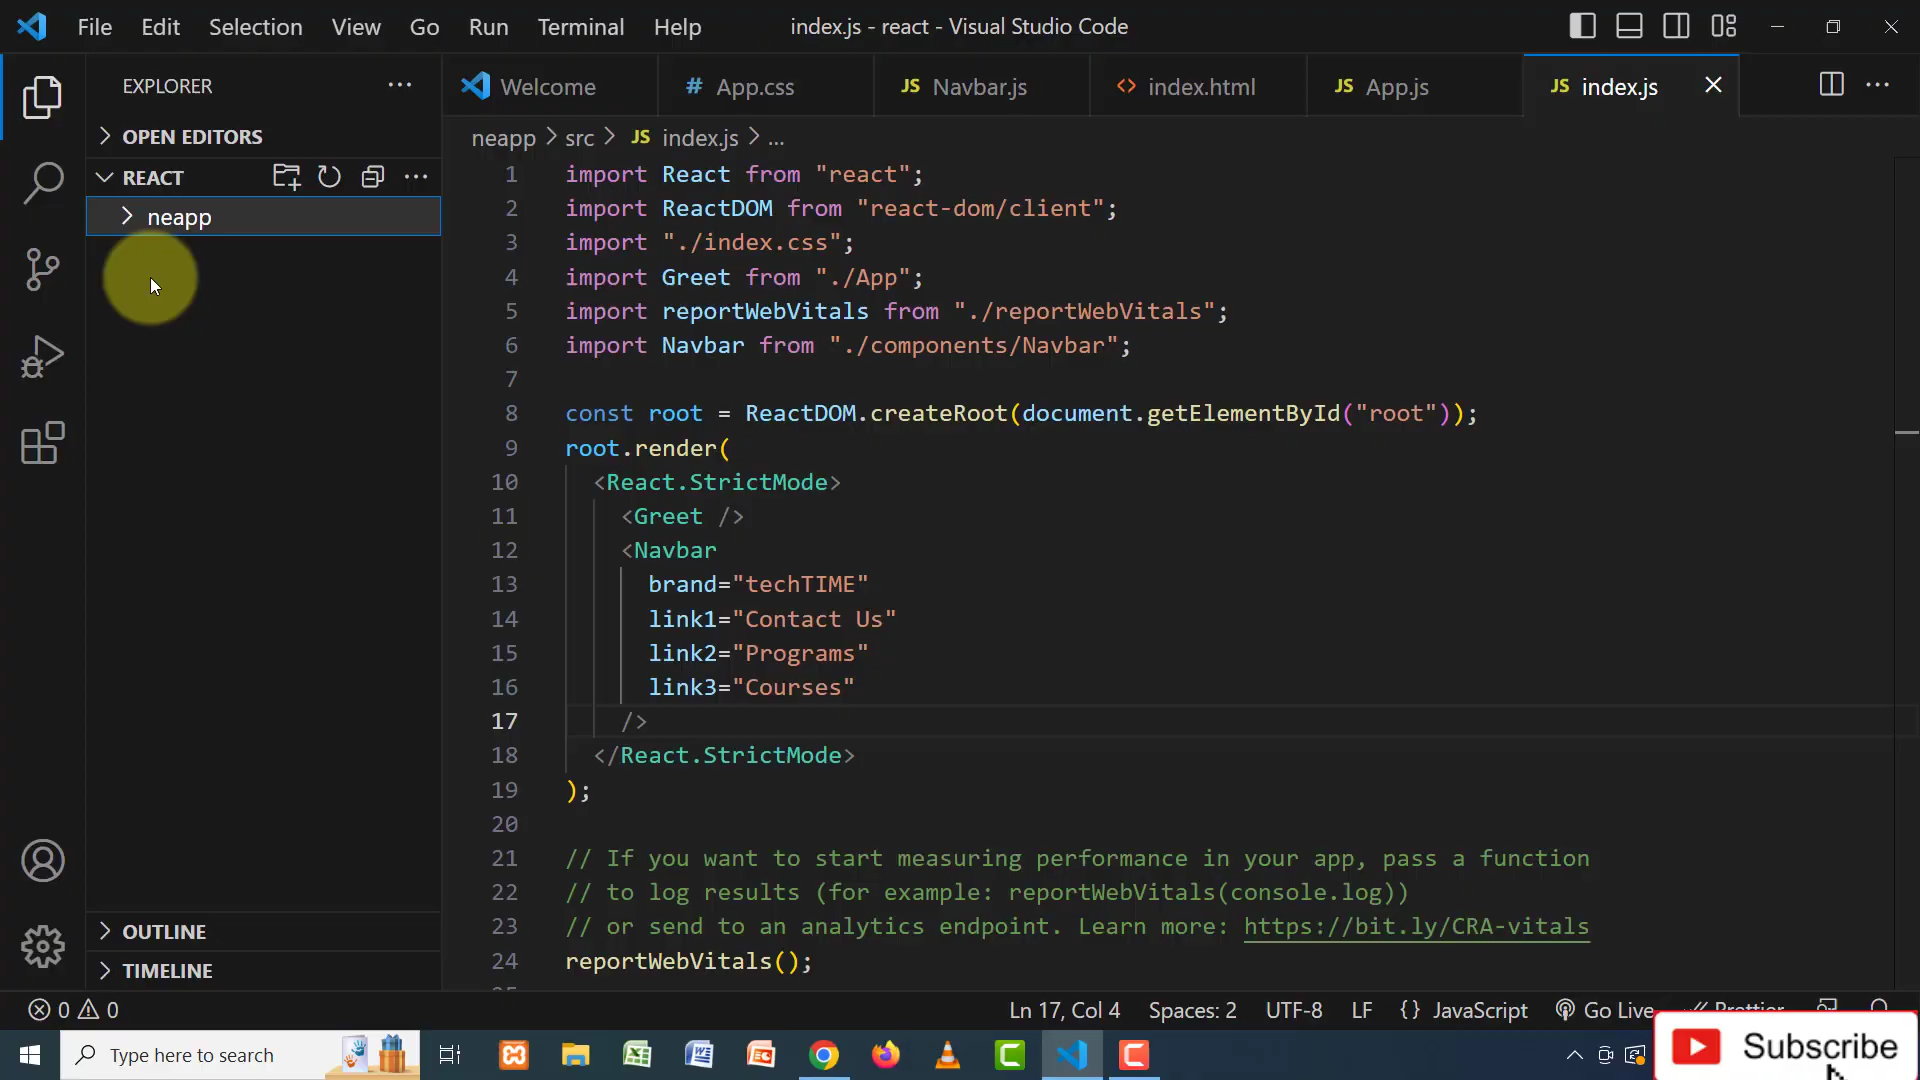 File Edit Selection View Go Run Terminal Help
index.js - react - Visual Studio Code
EXPLORER
OPEN EDITORS
REACT
neapp
OUTLINE
TIMELINE
Welcome
# App.css
JS Navbar.js
<> index.html
JS App.js
JS index.js
neapp > src > JS index.js > ...
1 import React from "react";
2 import ReactDOM from "react-dom/client";
3 import "./index.css";
4 import Greet from "./App";
5 import reportWebVitals from "./reportWebVitals";
6 import Navbar from "./components/Navbar";
7
8 const root = ReactDOM.createRoot(document.getElementById("root"));
9 root.render(
10 <React.StrictMode>
11 <Greet />
12 <Navbar
13 brand="techTIME"
14 link1="Contact Us"
15 link2="Programs"
16 link3="Courses"
17 />
18 </React.StrictMode>
19 );
20
21 // If you want to start measuring performance in your app, pass a function
22 // to log results (for example: reportWebVitals(console.log))
23 // or send to an analytics endpoint. Learn more: https://bit.ly/CRA-vitals
24 reportWebVitals();
0 0
Ln 17, Col 4 Spaces: 2 UTF-8 LF {} JavaScript Go Live Prettier
Type here to search
Subscribe